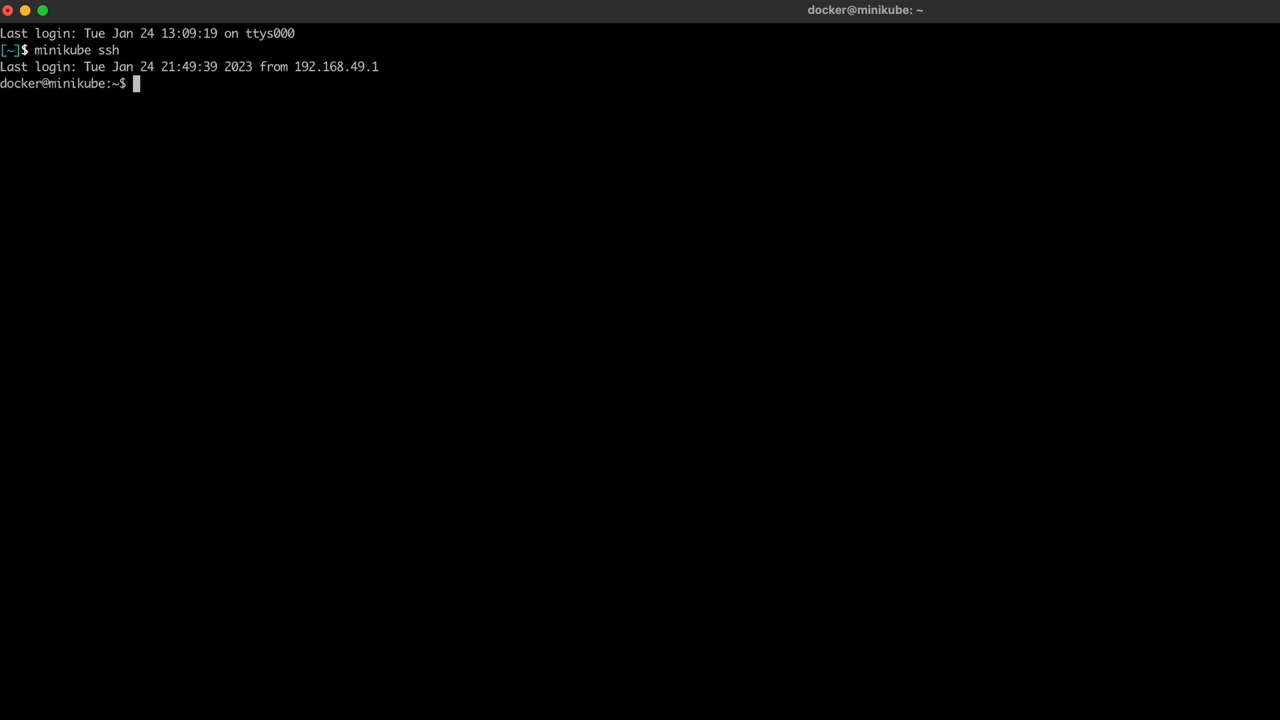 docker@minikube: ~
Last login: Tue Jan 24 13:09:19 on ttys000
[~]$ minikube ssh
Last login: Tue Jan 24 21:49:39 2023 from 192.168.49.1
docker@minikube:~$